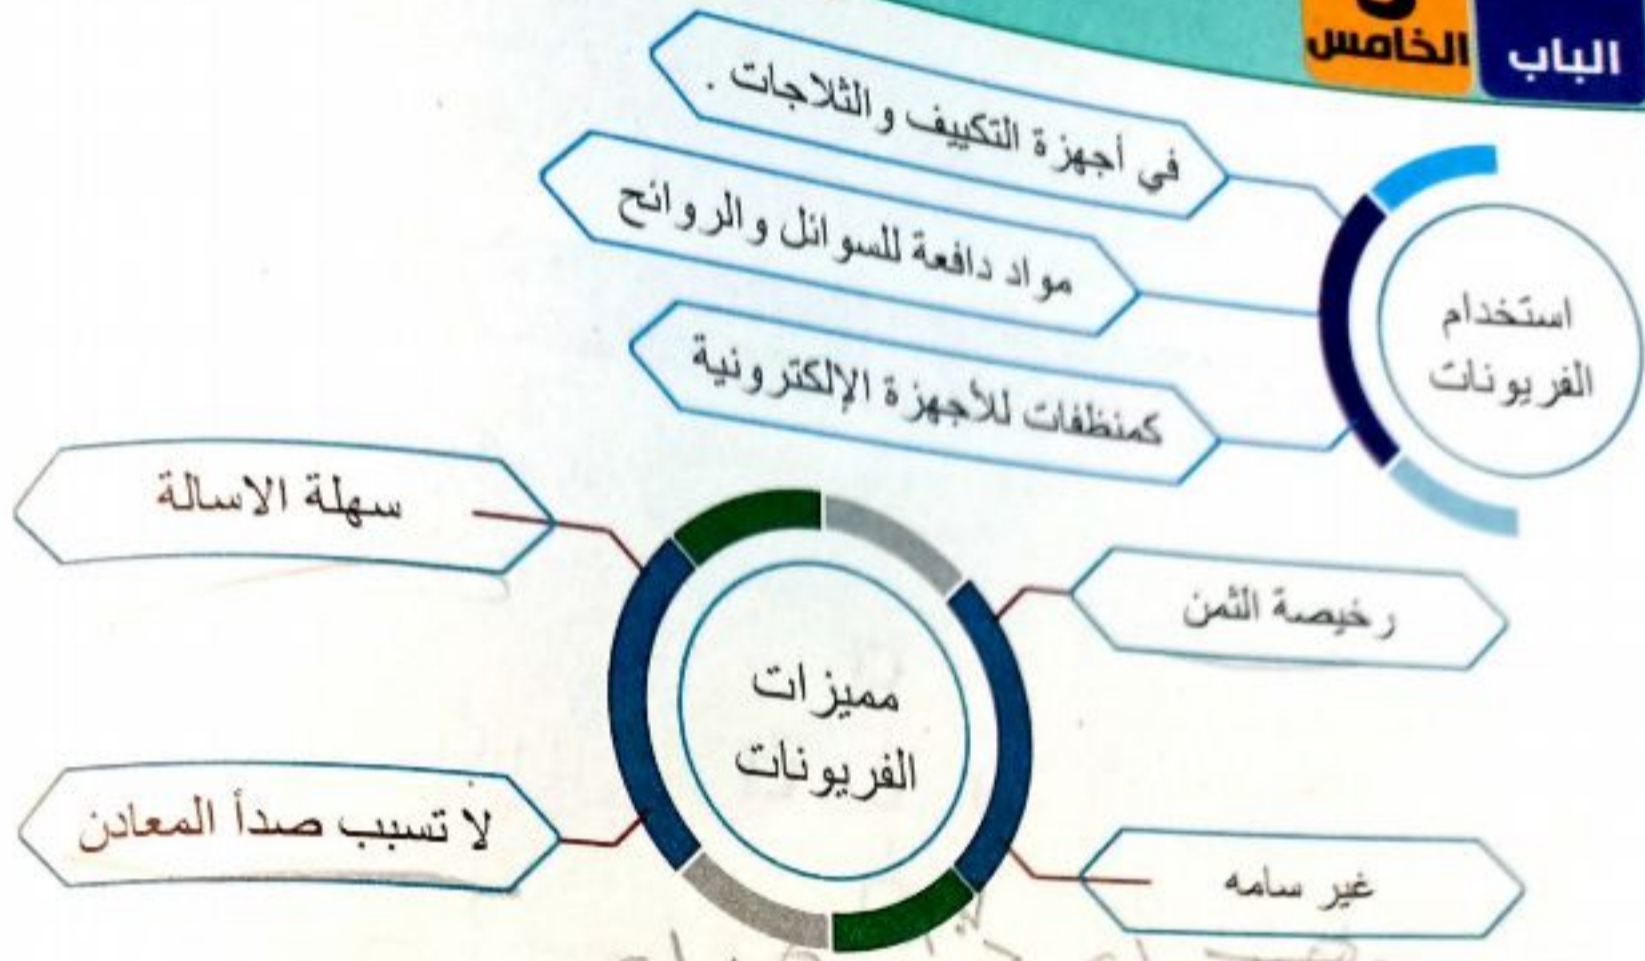 الباب
الخامس
استخدام
الفريونات
في أجهزة التكييف والثلاجات .
مواد دافعة للسوائل والروائح
كمنظفات للأجهزة الإلكترونية
مميزات
الفريونات
رخيصة الثمن
سهلة الاسالة
غير سامه
لا تسبب صدأ المعادن